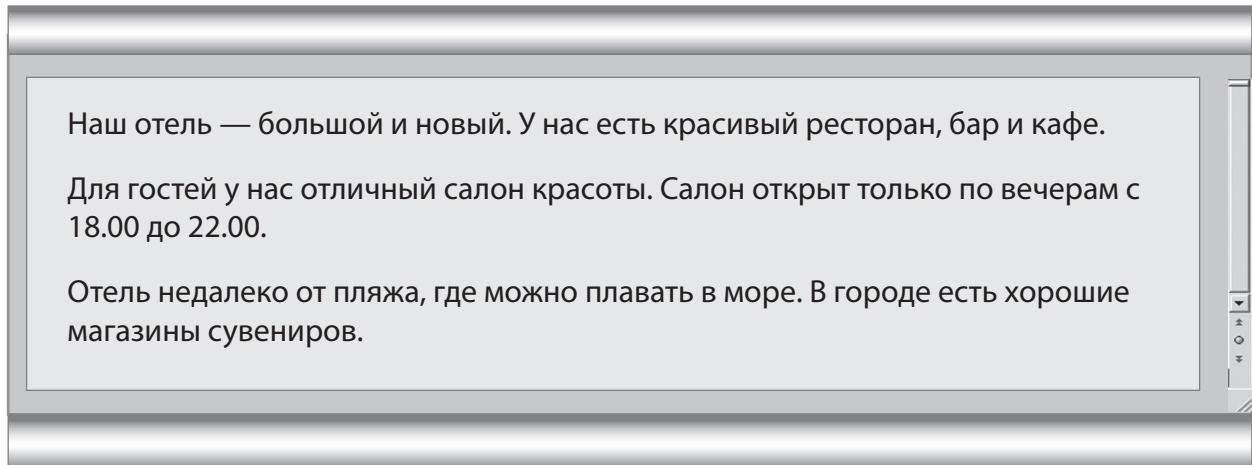 Наш отель — большой и новый. У нас есть красивый ресторан, бар и кафе.
Для гостей у нас отличный салон красоты. Салон открыт только по вечерам с
18.00 до 22.00.
Отель недалеко от пляжа, где можно плавать в море. В городе есть хорошие
магазины сувениров.